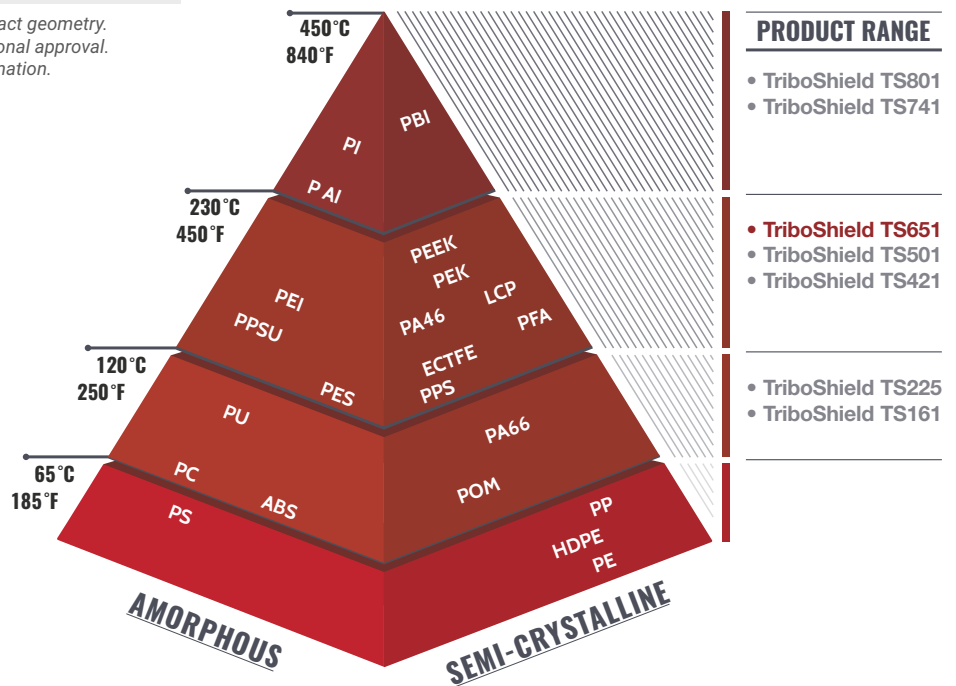 act geometry.
onal approval.
nation.
450°C
840°F
PRODUCT RANGE
• TriboShield TS801
• TriboShield TS741
PBI
PI
P AI
230°C
450°F
• TriboShield TS651
• TriboShield TS501
• TriboShield TS421
PEEK
PEK
LCP
PEI
PA46
PFA
PPSU
ECTFE
PPS
PES
120°C
250°F
• TriboShield TS225
• TriboShield TS161
PU
PA66
PC
POM
ABS
65°C
185°F
PS
PP
HDPE
PE
AMORPHOUS
SEMI-CRYSTALLINE